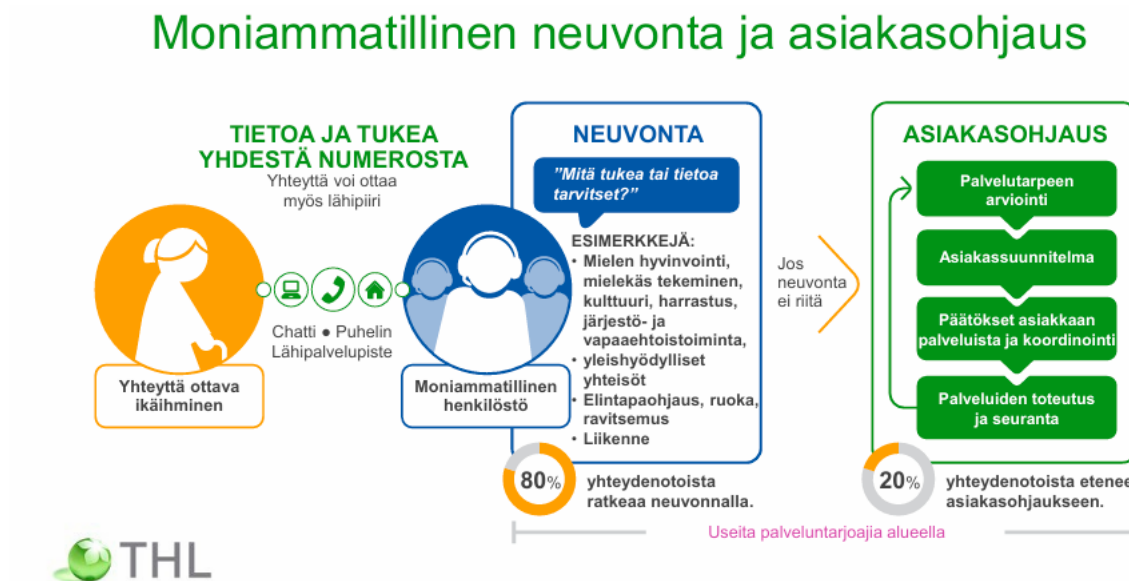 Moniammatillinen neuvonta ja asiakasohjaus
TIETOA JA TUKEA
YHDESTÄ NUMEROSTA
Yhteyttä voi ottaa
myös lähipiiri
Chatti ● Puhelin
Lähipalvelupiste
Yhteyttä ottava
ikäihminen
Moniammatillinen
henkilöstö
NEUVONTA
”Mitä tukea tai tietoa
tarvitset?”
ESIMERKKEJÄ:
• Mielen hyvinvointi,
mielekäs tekeminen,
kulttuuri, harrastus,
järjestö- ja
vapaaehtoistoiminta,
• yleishyödylliset
yhteisöt
• Elintapaohjaus, ruoka,
ravitsemus
• Liikenne
80%
yhteydenotoista
ratkeaa neuvonnalla.
Jos
neuvonta
ei riitä
ASIAKASOHJAUS
Palvelutarpeen
arviointi
Asiakassuunnitelma
Päätökset asiakkaan
palveluista ja koordinointi
Palveluiden toteutus
ja seuranta
20%
yhteydenotoista etenee
asiakasohjaukseen.
Useita palveluntarjoajia alueella
THL